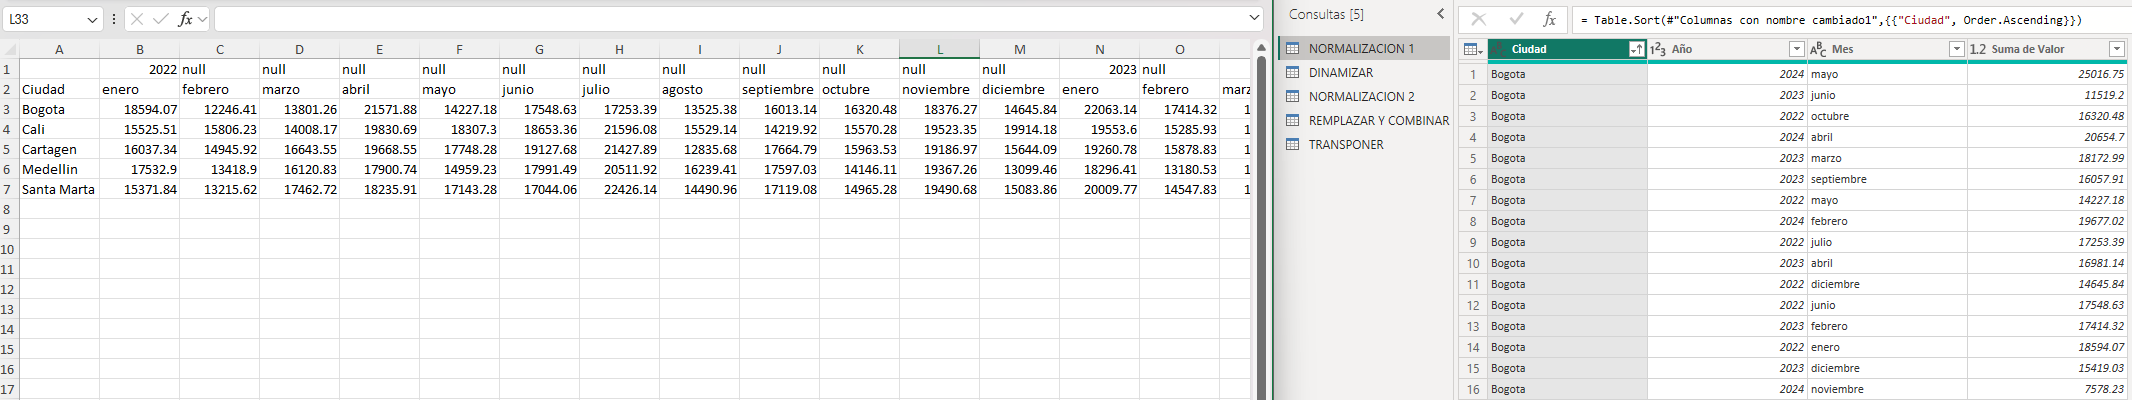 L33 fx
A B C D E F G H I J K L M N O
1 2022 null null null null null null null null null null null 2023 null
2 Ciudad enero febrero marzo abril mayo junio julio agosto septiembre octubre noviembre diciembre enero febrero marz
3 Bogota 18594.07 12246.41 13801.26 21571.88 14227.18 17548.63 17253.39 13525.38 16013.14 16320.48 18376.27 14645.84 22063.14 17414.32 1
4 Cali 15525.51 15806.23 14008.17 19830.69 18307.3 18653.36 21596.08 15529.14 14219.92 15570.28 19523.35 19914.18 19553.6 15285.93 1
5 Cartagen 16037.34 14945.92 16643.55 19668.55 17748.28 19127.68 21427.89 12835.68 17664.79 15963.53 19186.97 15644.09 19260.78 15878.83 1
6 Medellin 17532.9 13418.9 16120.83 17900.74 14959.23 17991.49 20511.92 16239.41 17597.03 14146.11 19367.26 13099.46 18296.41 13180.53 1
7 Santa Marta 15371.84 13215.62 17462.72 18235.91 17143.28 17044.06 22426.14 14490.96 17119.08 14965.28 19490.68 15083.86 20009.77 14547.83 1
8
9
10
11
12
13
14
15
16
17
Consultas [5]
NORMALIZACION 1
DINAMIZAR
NORMALIZACION 2
REMPLAZAR Y COMBINAR
TRANSPONER
fx = Table.Sort(#"Columnas con nombre cambiado1",{{"Ciudad", Order.Ascending}})
Ciudad 123 Año ABC Mes 1.2 Suma de Valor
1 Bogota 2024 mayo 25016.75
2 Bogota 2023 junio 11519.2
3 Bogota 2022 octubre 16320.48
4 Bogota 2024 abril 20654.7
5 Bogota 2023 marzo 18172.99
6 Bogota 2023 septiembre 16057.91
7 Bogota 2022 mayo 14227.18
8 Bogota 2024 febrero 19677.02
9 Bogota 2022 julio 17253.39
10 Bogota 2023 abril 16981.14
11 Bogota 2022 diciembre 14645.84
12 Bogota 2022 junio 17548.63
13 Bogota 2023 febrero 17414.32
14 Bogota 2022 enero 18594.07
15 Bogota 2023 diciembre 15419.03
16 Bogota 2024 noviembre 7578.23